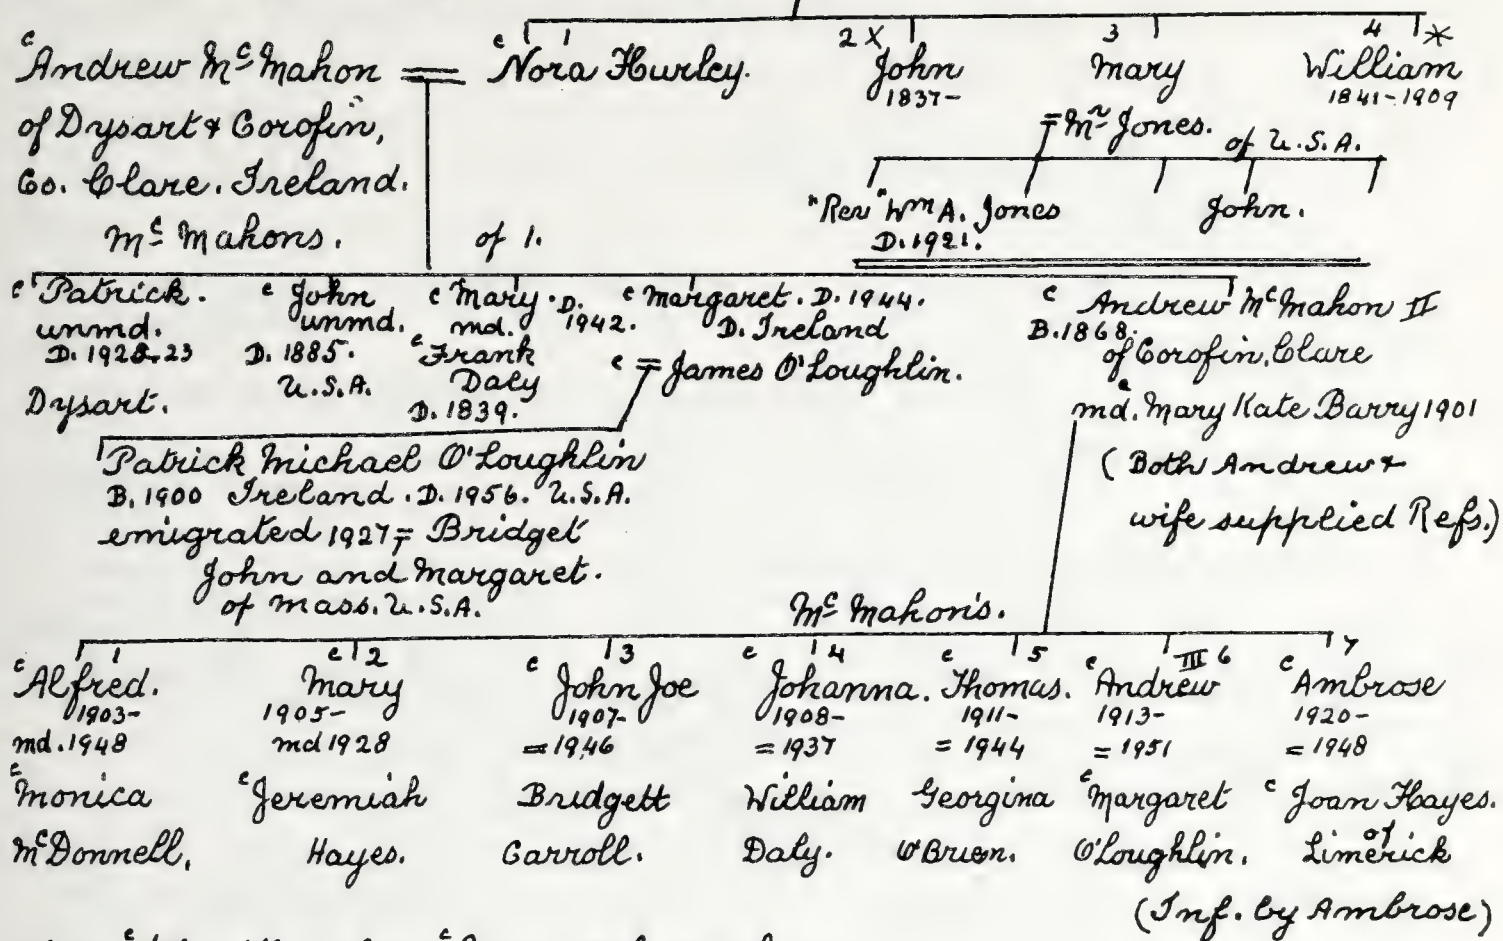 c Andrew McMahon = c Nora Hurley.
of Dysart & Corofin,
Co. Clare. Ireland.
McMahons.
of 1.
1
2 X John
1837-
3 Mary
= Mr Jones. of U.S.A.
4 * William
1841-1909
"Rev" Wm A. Jones
D. 1921.
John.
c Patrick.
unmd.
D. 1928-23
Dysart.
c John
unmd.
D. 1885.
U.S.A.
c Mary. D. 1942.
md.
c Frank
Daly
D. 1839.
c Margaret. D. 1944.
D. Ireland
c = James O'Loughlin.
c Andrew McMahon II
B. 1868.
of Corofin, Clare
md. c Mary Kate Barry 1901
(Both Andrew &
wife supplied Refs.)
Patrick Michael O'Loughlin
B. 1900 Ireland. D. 1956. U.S.A.
emigrated 1927 = Bridget
John and Margaret.
of Mass. U.S.A.
McMahon's.
c 1 Alfred.
1903-
md. 1948
c Monica
McDonnell.
c 2 Mary
1905-
md 1928
c Jeremiah
Hayes.
c 3 John Joe
1907-
= 1946
Bridgett
Carroll.
c 4 Johanna.
1908-
= 1937
William
Daly.
c 5 Thomas.
1911-
= 1944
Georgina
O'Brien.
c III 6 Andrew
1913-
= 1951
c Margaret
O'Loughlin.
c 7 Ambrose
1920-
= 1948
c Joan Hayes.
of
Limerick
(Inf. by Ambrose)